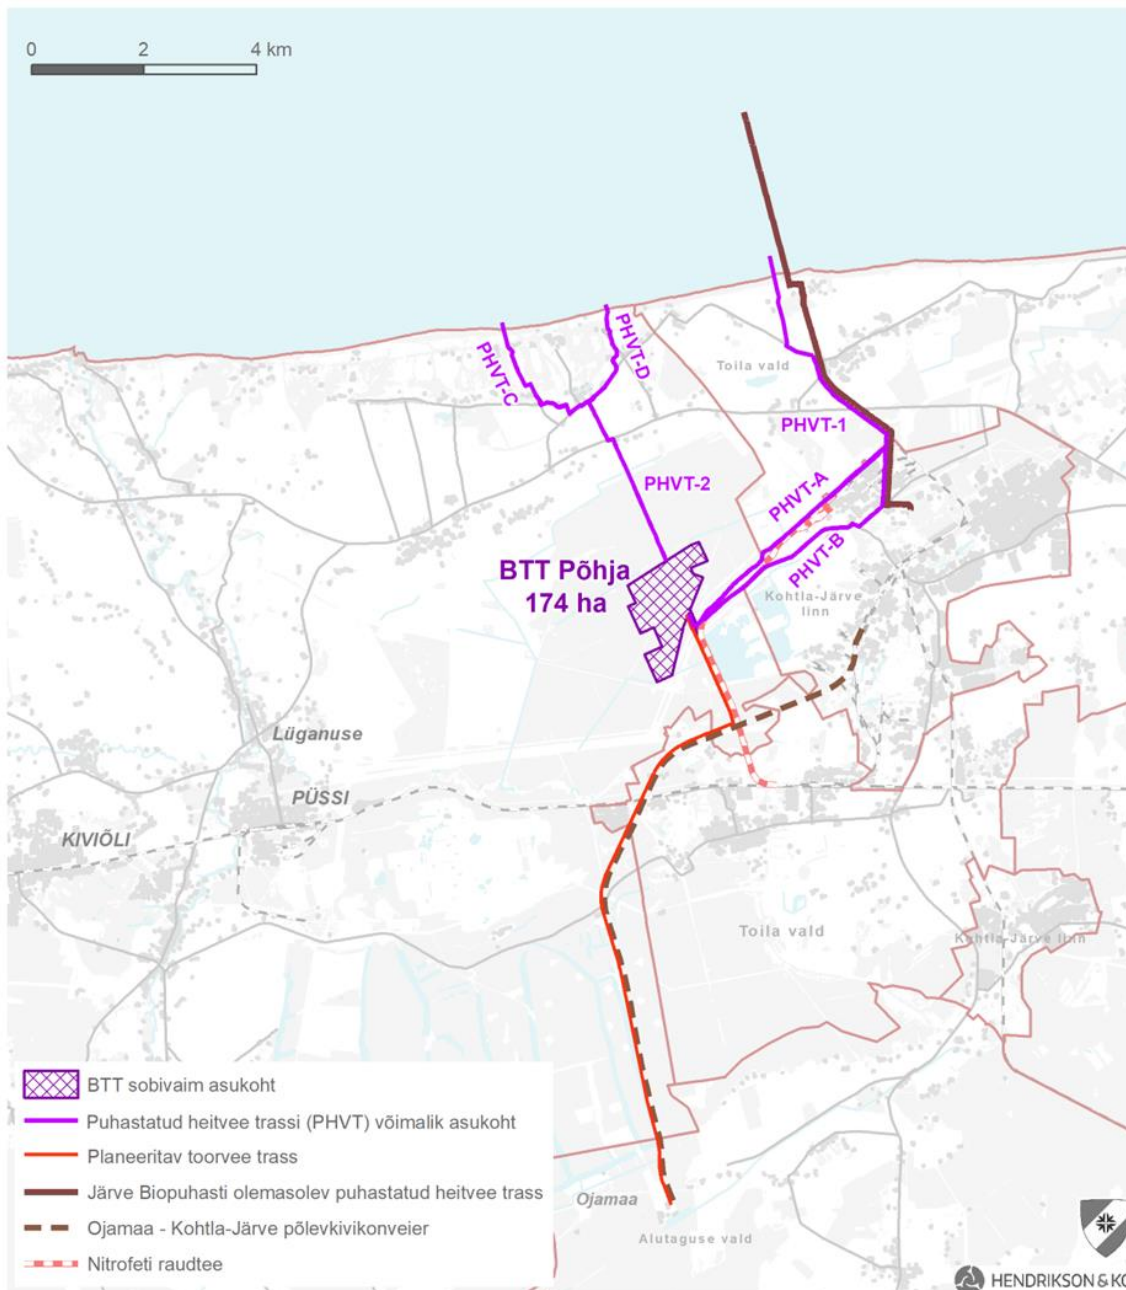 0 2 4 km
PHVT-C
PHVT-D
Toila vald
PHVT-1
PHVT-2
PHVT-A
PHVT-B
BTT Põhja
174 ha
Kohtla-Järve
linn
Lüganuse
PÜSSI
KIVIÕLI
Toila vald
Kohtla-Järve linn
BTT sobivaim asukoht
Puhastatud heitvee trassi (PHVT) võimalik asukoht
Planeeritav toorvee trass
Järve Biopuhasti olemasolev puhastatud heitvee trass
Ojamaa - Kohtla-Järve põlevkivikonveier
Nitrofeti raudtee
Ojamaa
Alutaguse vald
HENDRIKSON & KO